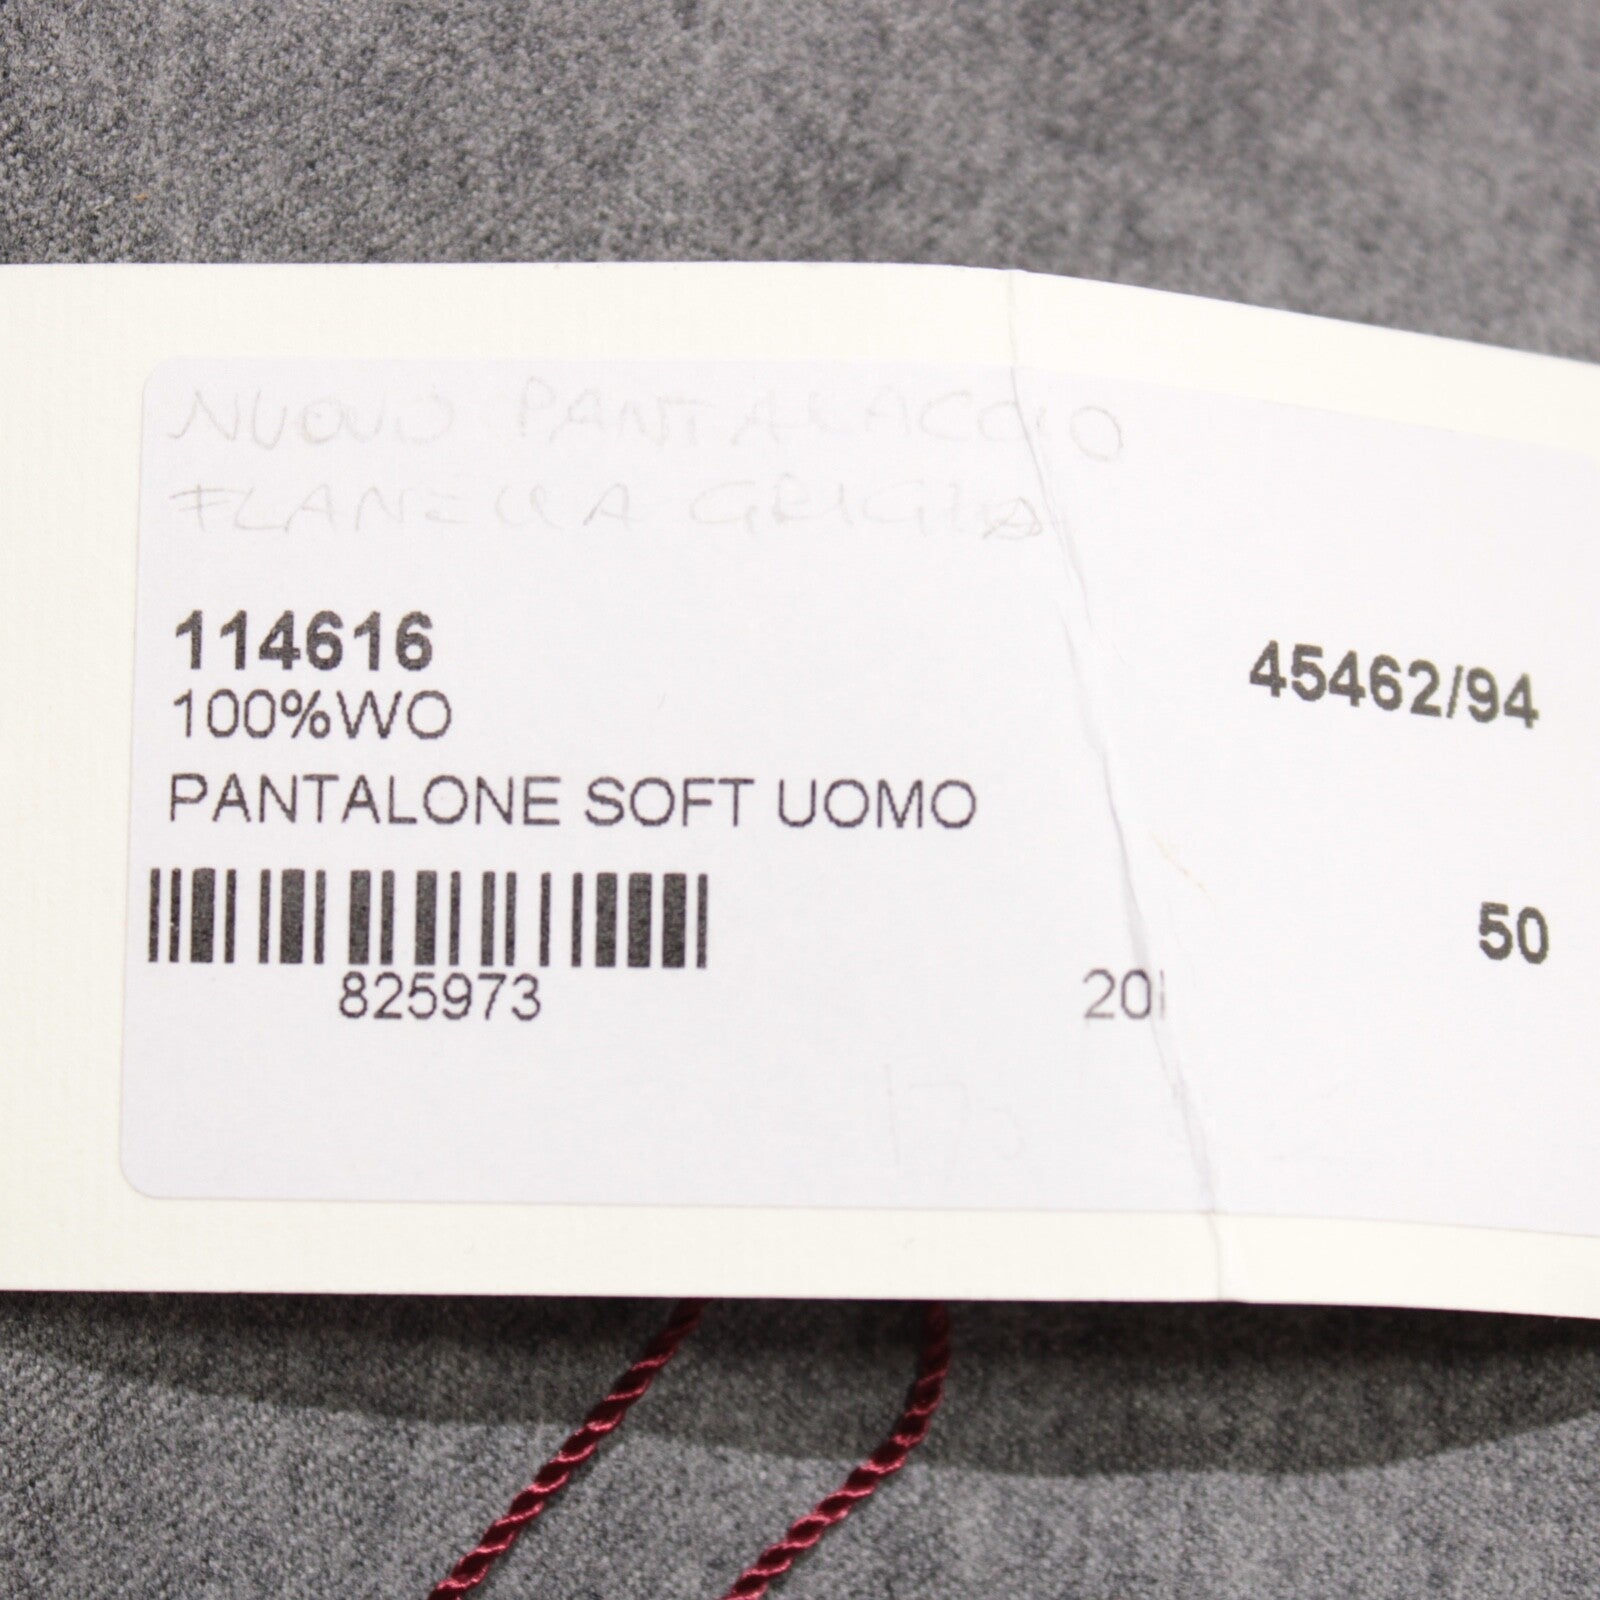 NUOVO PANTALACCIO
FLANELLA GRIGIA
114616 45462/94
100%WO
PANTALONE SOFT UOMO
50
825973 20